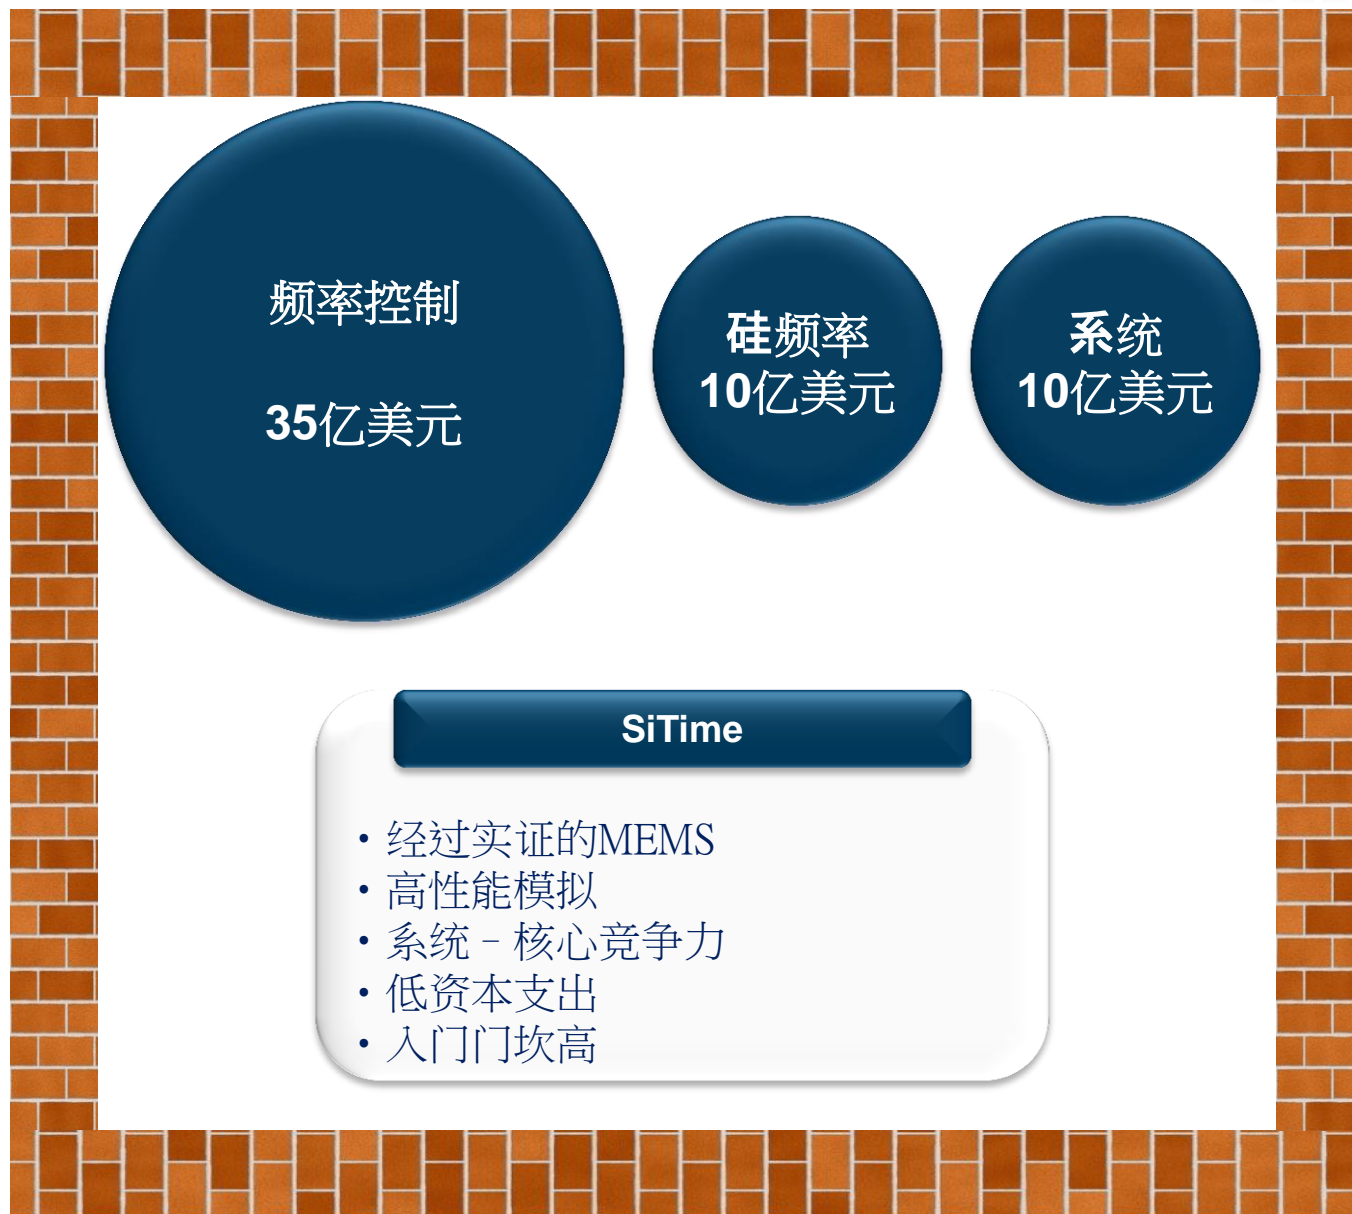 频率控制
35亿美元
硅频率
10亿美元
系统
10亿美元
SiTime
• 经过实证的MEMS
• 高性能模拟
• 系统 – 核心竞争力
• 低资本支出
• 入门门坎高